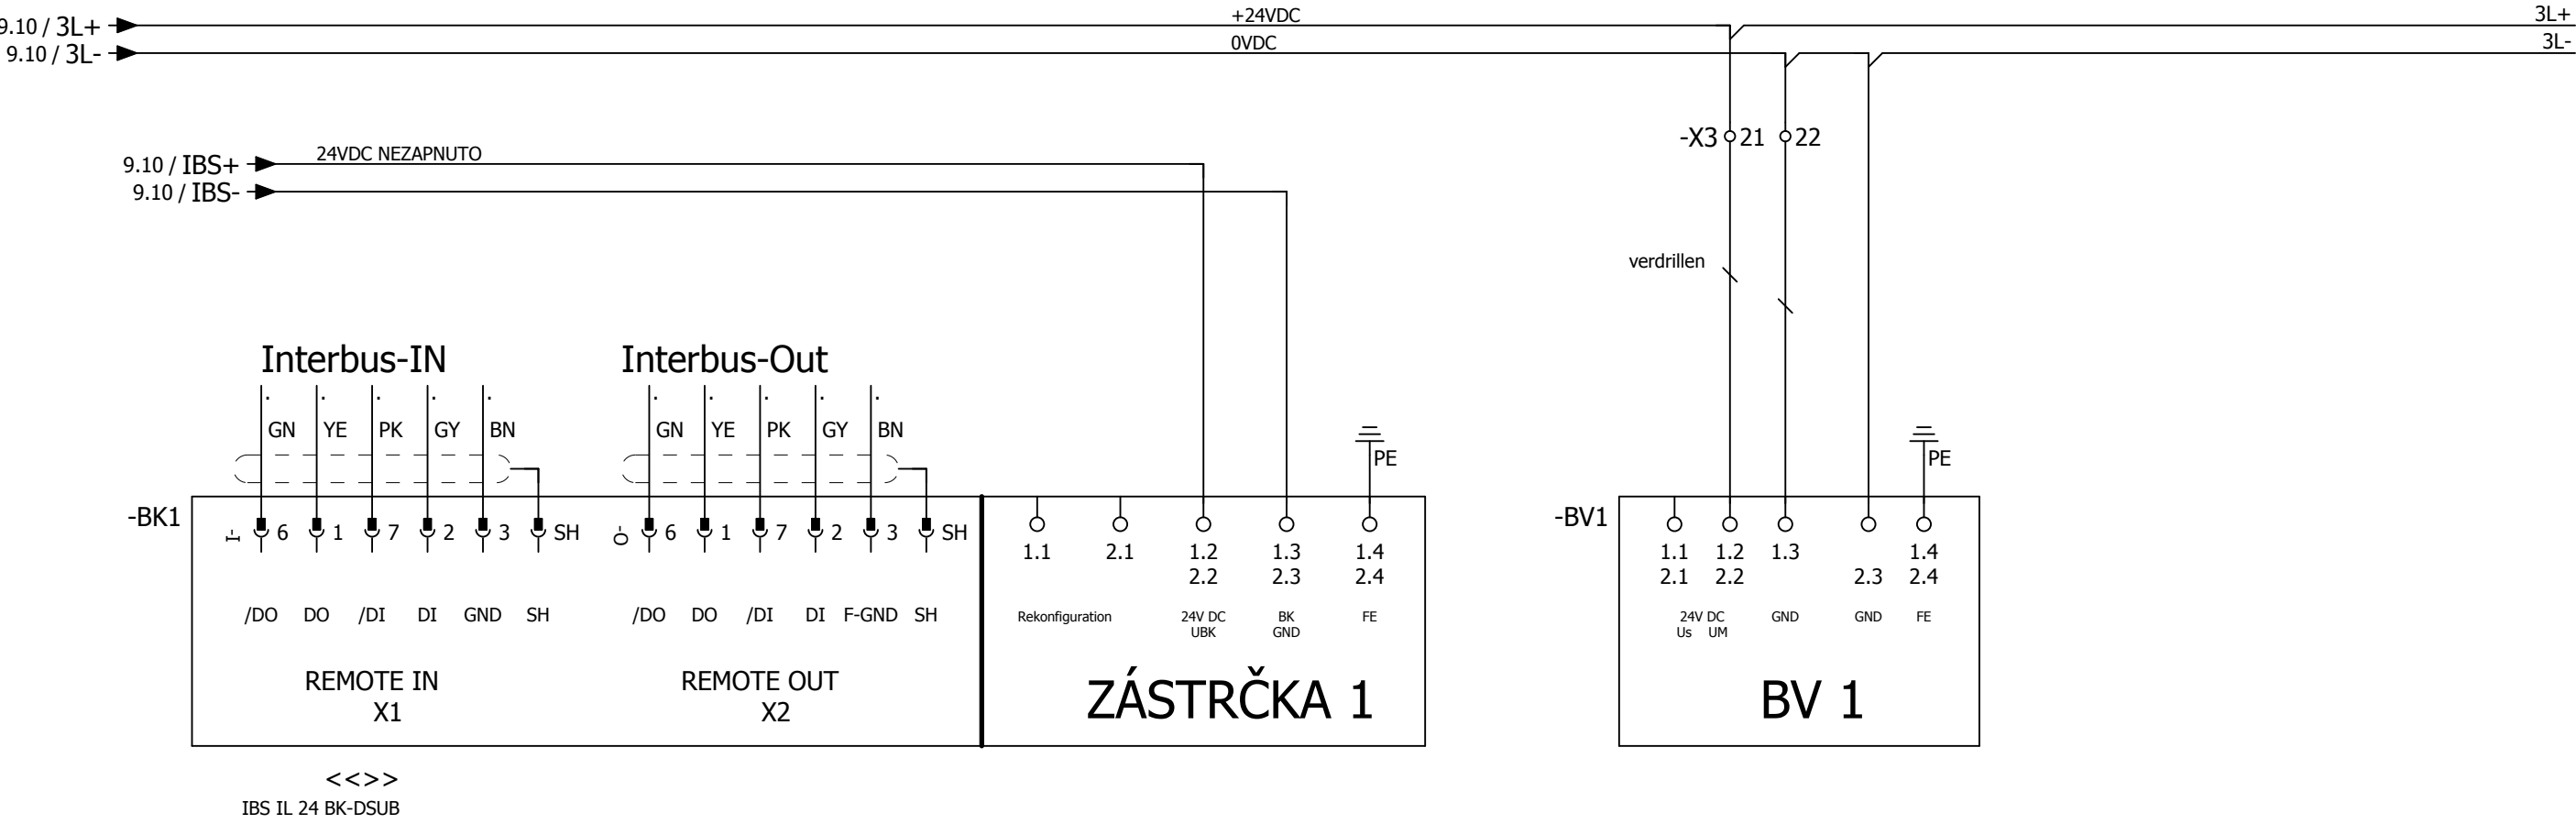 +24VDC
9.10 / 3L+ 3L+
0VDC
9.10 / 3L- 3L-
-X3 21 22
24VDC NEZAPNUTO
9.10 / IBS+
9.10 / IBS-
verdrillen
Interbus-IN Interbus-Out
. . . . . . . . . .
GN YE PK GY BN GN YE PK GY BN
PE PE
-BK1 -BV1
I- 6 1 7 2 3 SH O- 6 1 7 2 3 SH
1.1 2.1 1.2 1.3 1.4 1.1 1.2 1.3 1.4
2.2 2.3 2.4 2.1 2.2 2.3 2.4
/DO DO /DI DI GND SH /DO DO /DI DI F-GND SH
Rekonfiguration 24V DC BK FE 24V DC GND GND FE
UBK GND Us UM
REMOTE IN REMOTE OUT
X1 X2
ZÁSTRČKA 1 BV 1
<<>>
IBS IL 24 BK-DSUB